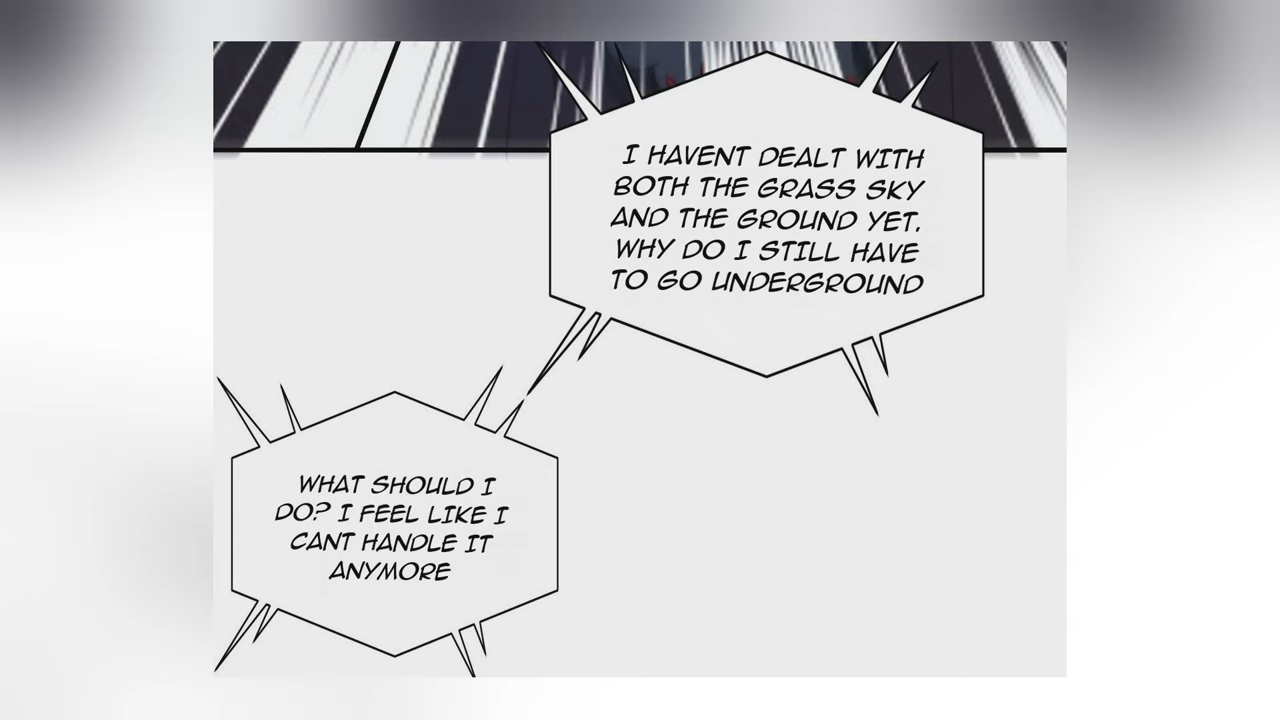 I HAVENT DEALT WITH
BOTH THE GRASS SKY
AND THE GROUND YET.
WHY DO I STILL HAVE
TO GO UNDERGROUND
WHAT SHOULD I
DO? I FEEL LIKE I
CANT HANDLE IT
ANYMORE